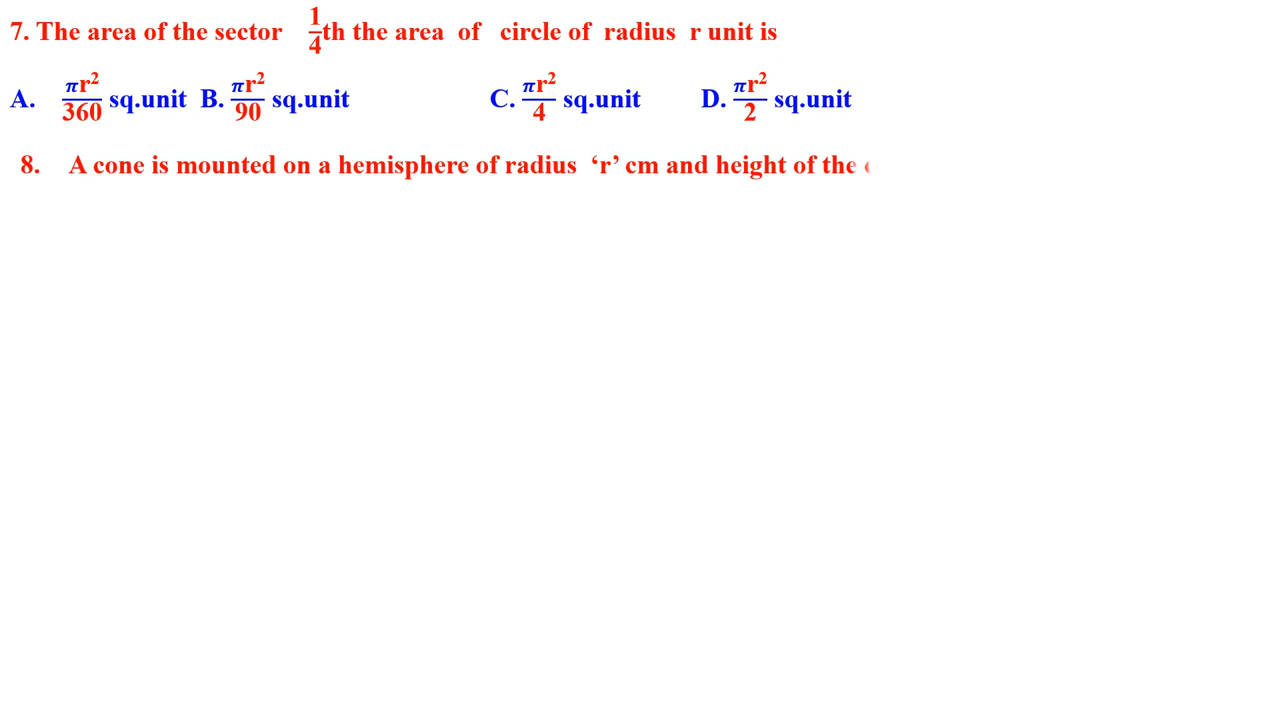 7. The area of the sector 1/4th the area of circle of radius r unit is
A. πr²/360 sq.unit B. πr²/90 sq.unit C. πr²/4 sq.unit D. πr²/2 sq.unit
8. A cone is mounted on a hemisphere of radius ‘r’ cm and height of the